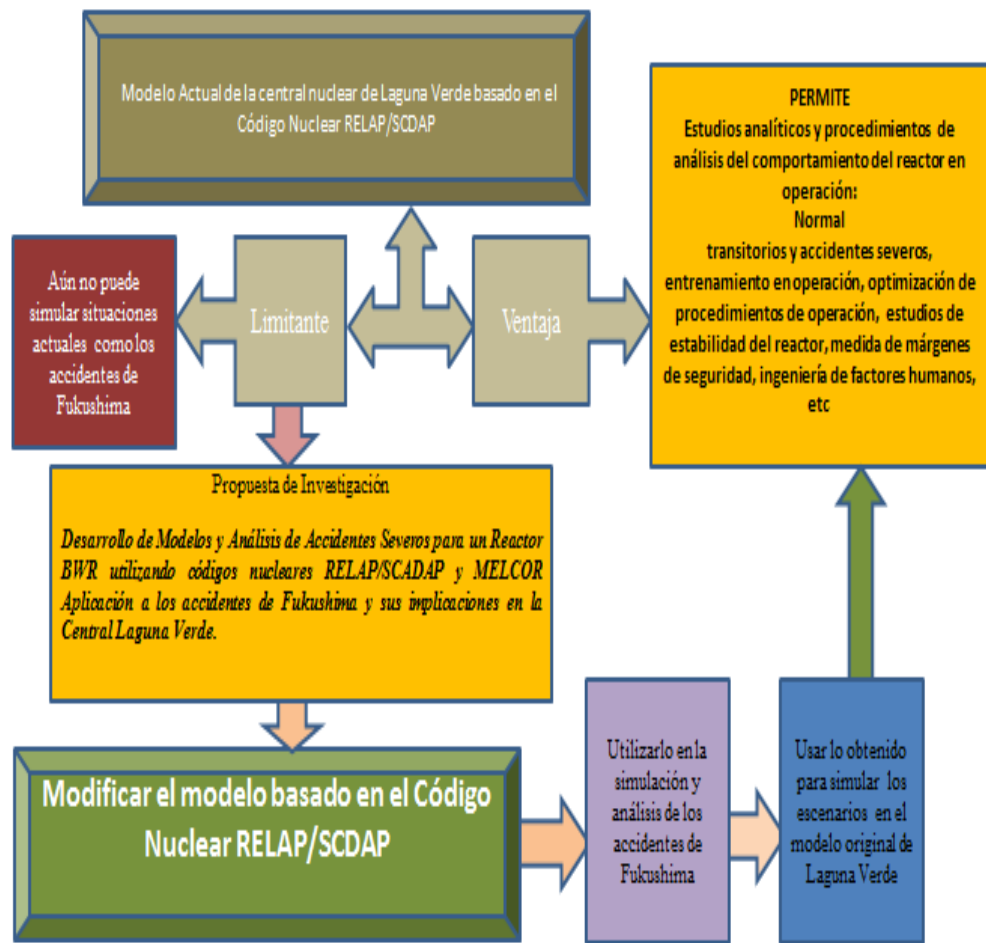 Modelo Actual de la central nuclear de Laguna Verde basado en el
Código Nuclear RELAP/SCDAP
PERMITE
Estudios analíticos y procedimientos de
análisis del comportamiento del reactor en
operación:
Normal
transitorios y accidentes severos,
entrenamiento en operación, optimización de
procedimientos de operación, estudios de
estabilidad del reactor, medida de márgenes
de seguridad, ingeniería de factores humanos,
etc
Aún no puede
simular situaciones
actuales como los
accidentes de
Fukushima
Limitante
Ventaja
Propuesta de Investigación
Desarrollo de Modelos y Análisis de Accidentes Severos para un Reactor
BWR utilizando códigos nucleares RELAP/SCADAP y MELCOR
Aplicación a los accidentes de Fukushima y sus implicaciones en la
Central Laguna Verde.
Modificar el modelo basado en el Código
Nuclear RELAP/SCDAP
Utilizarlo en la
simulación y
análisis de los
accidentes de
Fukushima
Usar lo obtenido
para simular los
escenarios en el
modelo original de
Laguna Verde